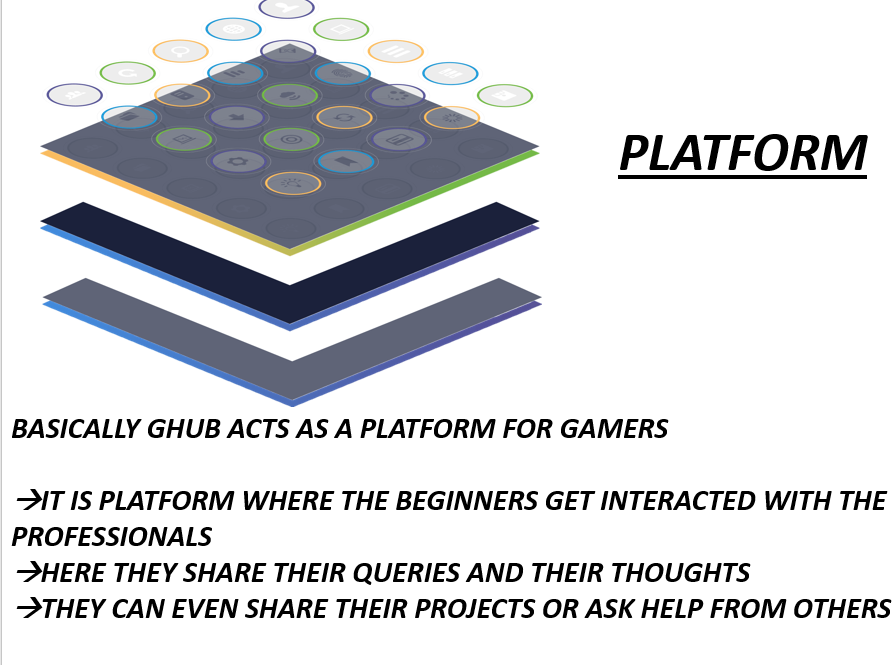 PLATFORM
BASICALLY GHUB ACTS AS A PLATFORM FOR GAMERS
→IT IS PLATFORM WHERE THE BEGINNERS GET INTERACTED WITH THE
PROFESSIONALS
→HERE THEY SHARE THEIR QUERIES AND THEIR THOUGHTS
→THEY CAN EVEN SHARE THEIR PROJECTS OR ASK HELP FROM OTHERS